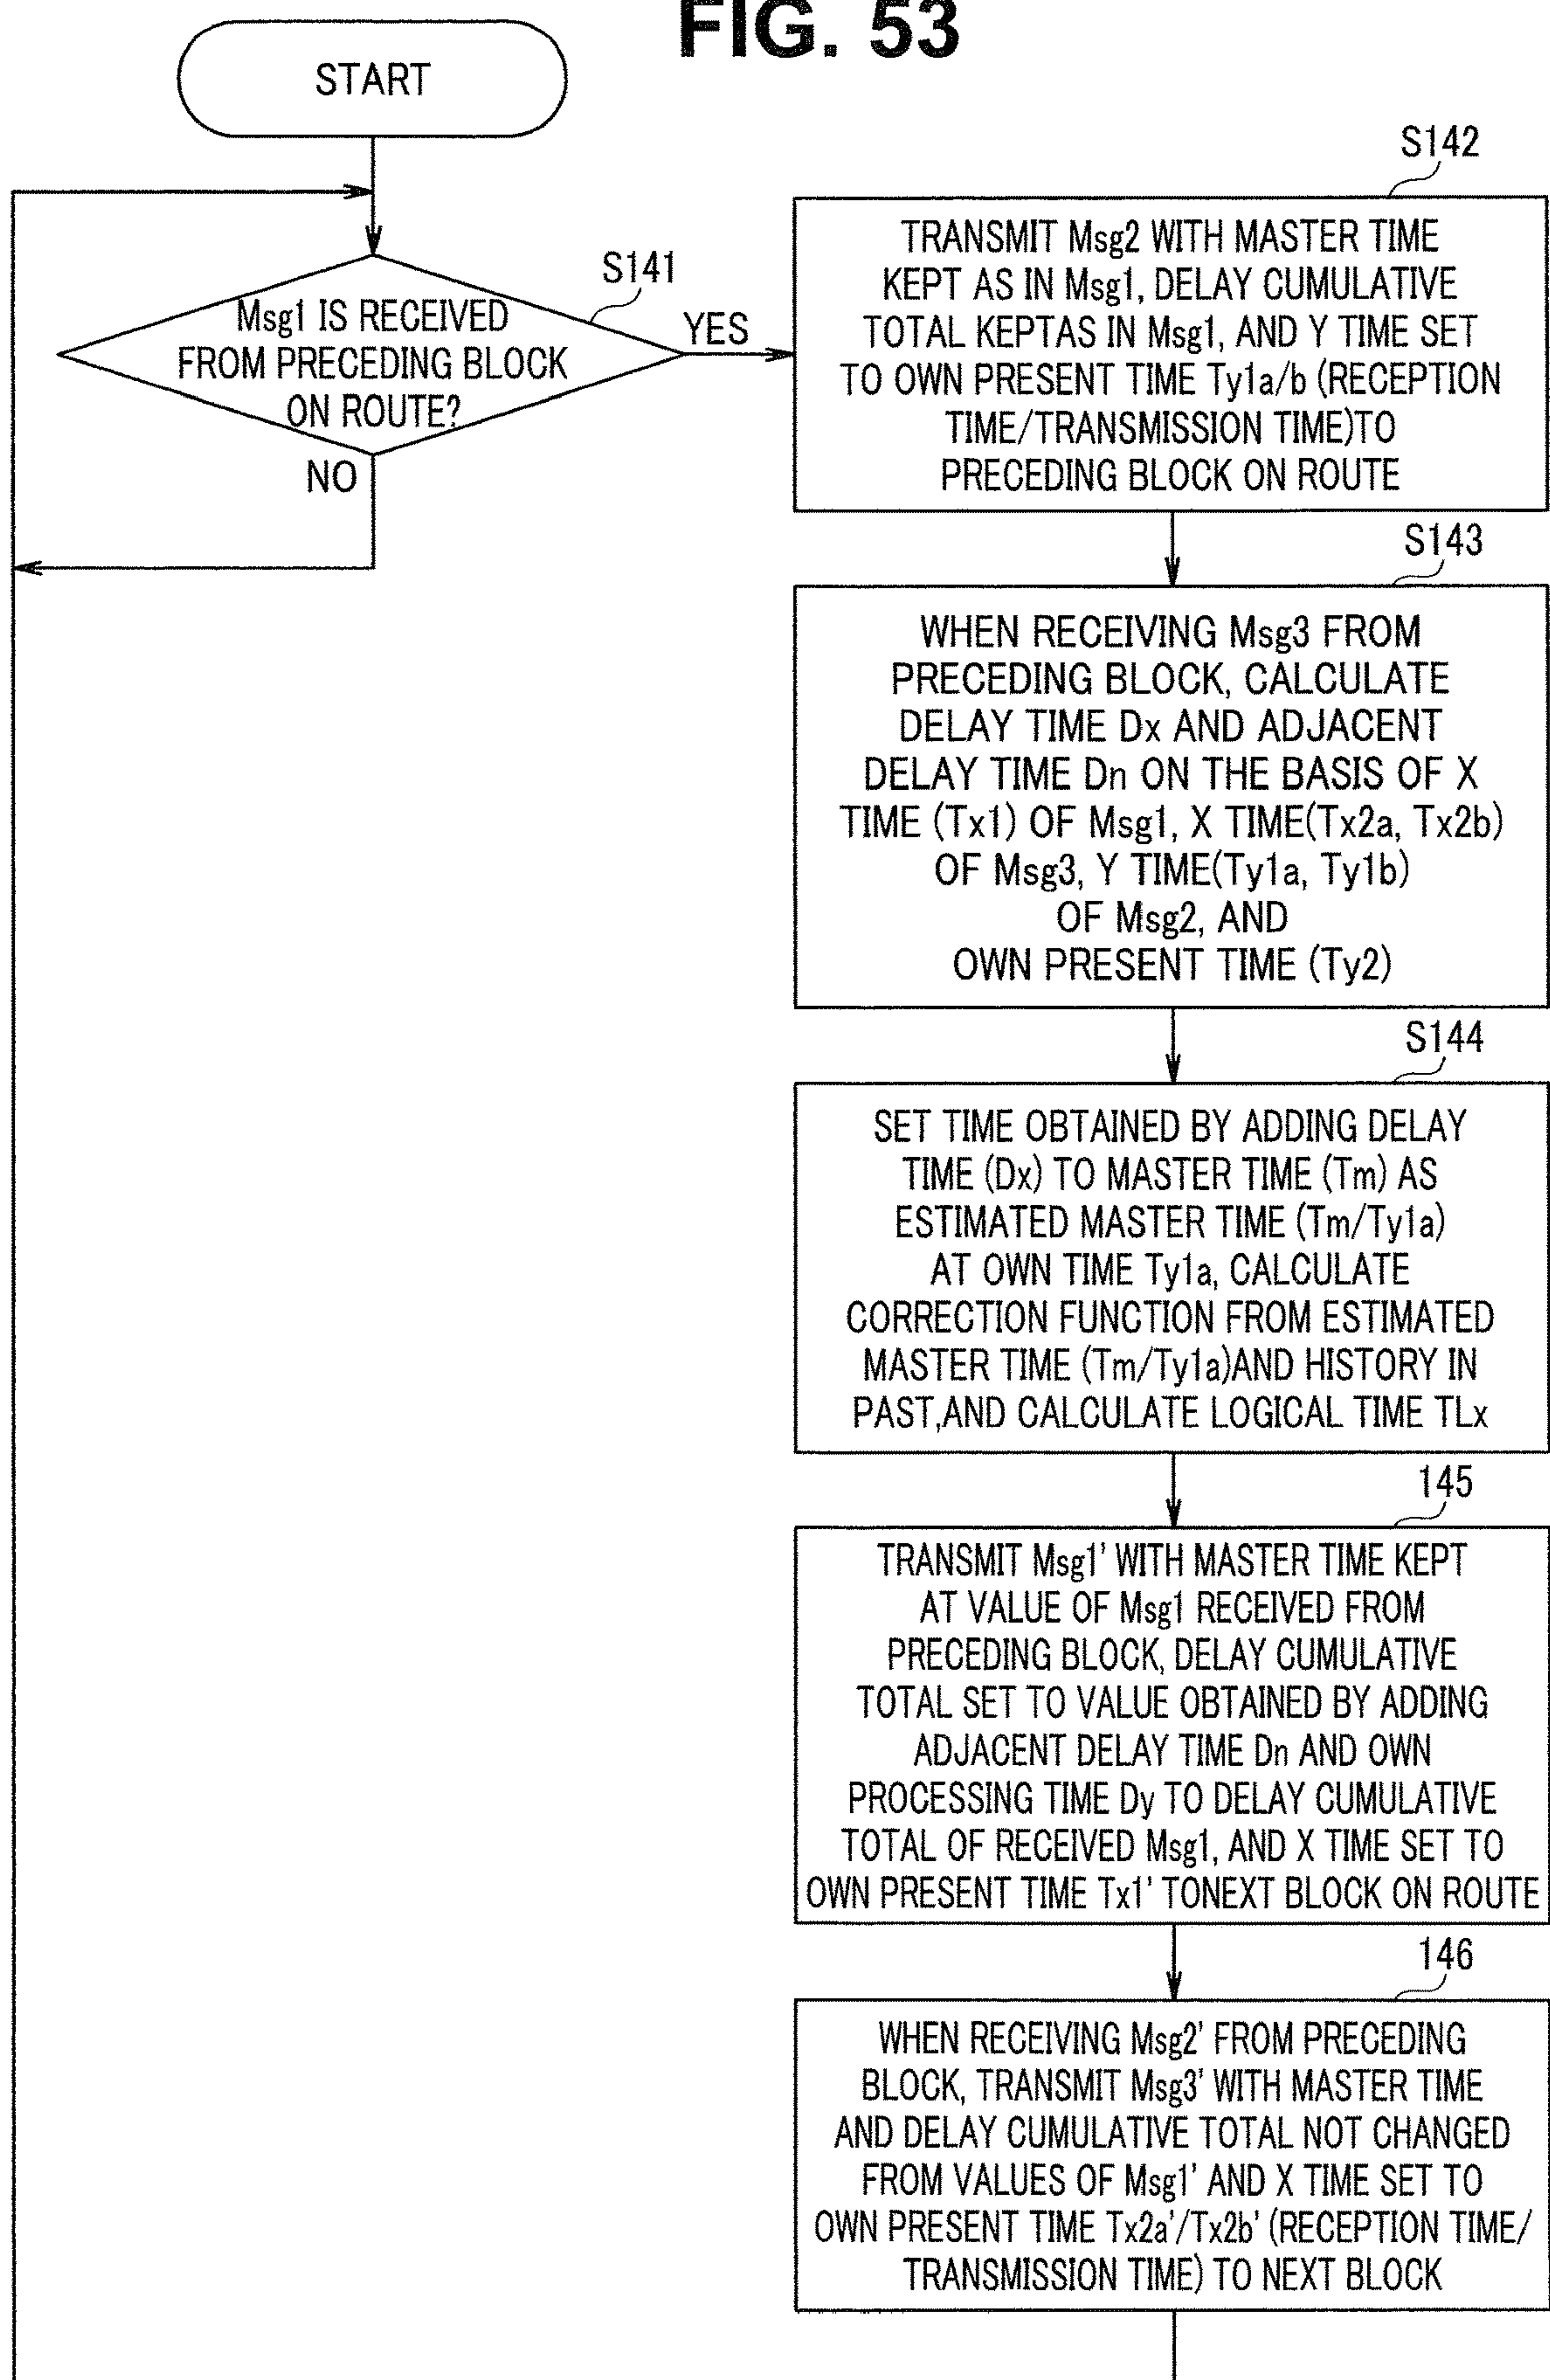 FIG. 53
START
S141
Msg1 IS RECEIVED
FROM PRECEDING BLOCK
ON ROUTE?
YES
NO
S142
TRANSMIT Msg2 WITH MASTER TIME
KEPT AS IN Msg1, DELAY CUMULATIVE
TOTAL KEPTAS IN Msg1, AND Y TIME SET
TO OWN PRESENT TIME Ty1a/b (RECEPTION
TIME/TRANSMISSION TIME)TO
PRECEDING BLOCK ON ROUTE
S143
WHEN RECEIVING Msg3 FROM
PRECEDING BLOCK, CALCULATE
DELAY TIME Dx AND ADJACENT
DELAY TIME Dn ON THE BASIS OF X
TIME (Tx1) OF Msg1, X TIME(Tx2a, Tx2b)
OF Msg3, Y TIME(Ty1a, Ty1b)
OF Msg2, AND
OWN PRESENT TIME (Ty2)
S144
SET TIME OBTAINED BY ADDING DELAY
TIME (Dx) TO MASTER TIME (Tm) AS
ESTIMATED MASTER TIME (Tm/Ty1a)
AT OWN TIME Ty1a, CALCULATE
CORRECTION FUNCTION FROM ESTIMATED
MASTER TIME (Tm/Ty1a)AND HISTORY IN
PAST,AND CALCULATE LOGICAL TIME TLx
145
TRANSMIT Msg1' WITH MASTER TIME KEPT
AT VALUE OF Msg1 RECEIVED FROM
PRECEDING BLOCK, DELAY CUMULATIVE
TOTAL SET TO VALUE OBTAINED BY ADDING
ADJACENT DELAY TIME Dn AND OWN
PROCESSING TIME Dy TO DELAY CUMULATIVE
TOTAL OF RECEIVED Msg1, AND X TIME SET TO
OWN PRESENT TIME Tx1' TONEXT BLOCK ON ROUTE
146
WHEN RECEIVING Msg2' FROM PRECEDING
BLOCK, TRANSMIT Msg3' WITH MASTER TIME
AND DELAY CUMULATIVE TOTAL NOT CHANGED
FROM VALUES OF Msg1' AND X TIME SET TO
OWN PRESENT TIME Tx2a'/Tx2b' (RECEPTION TIME/
TRANSMISSION TIME) TO NEXT BLOCK